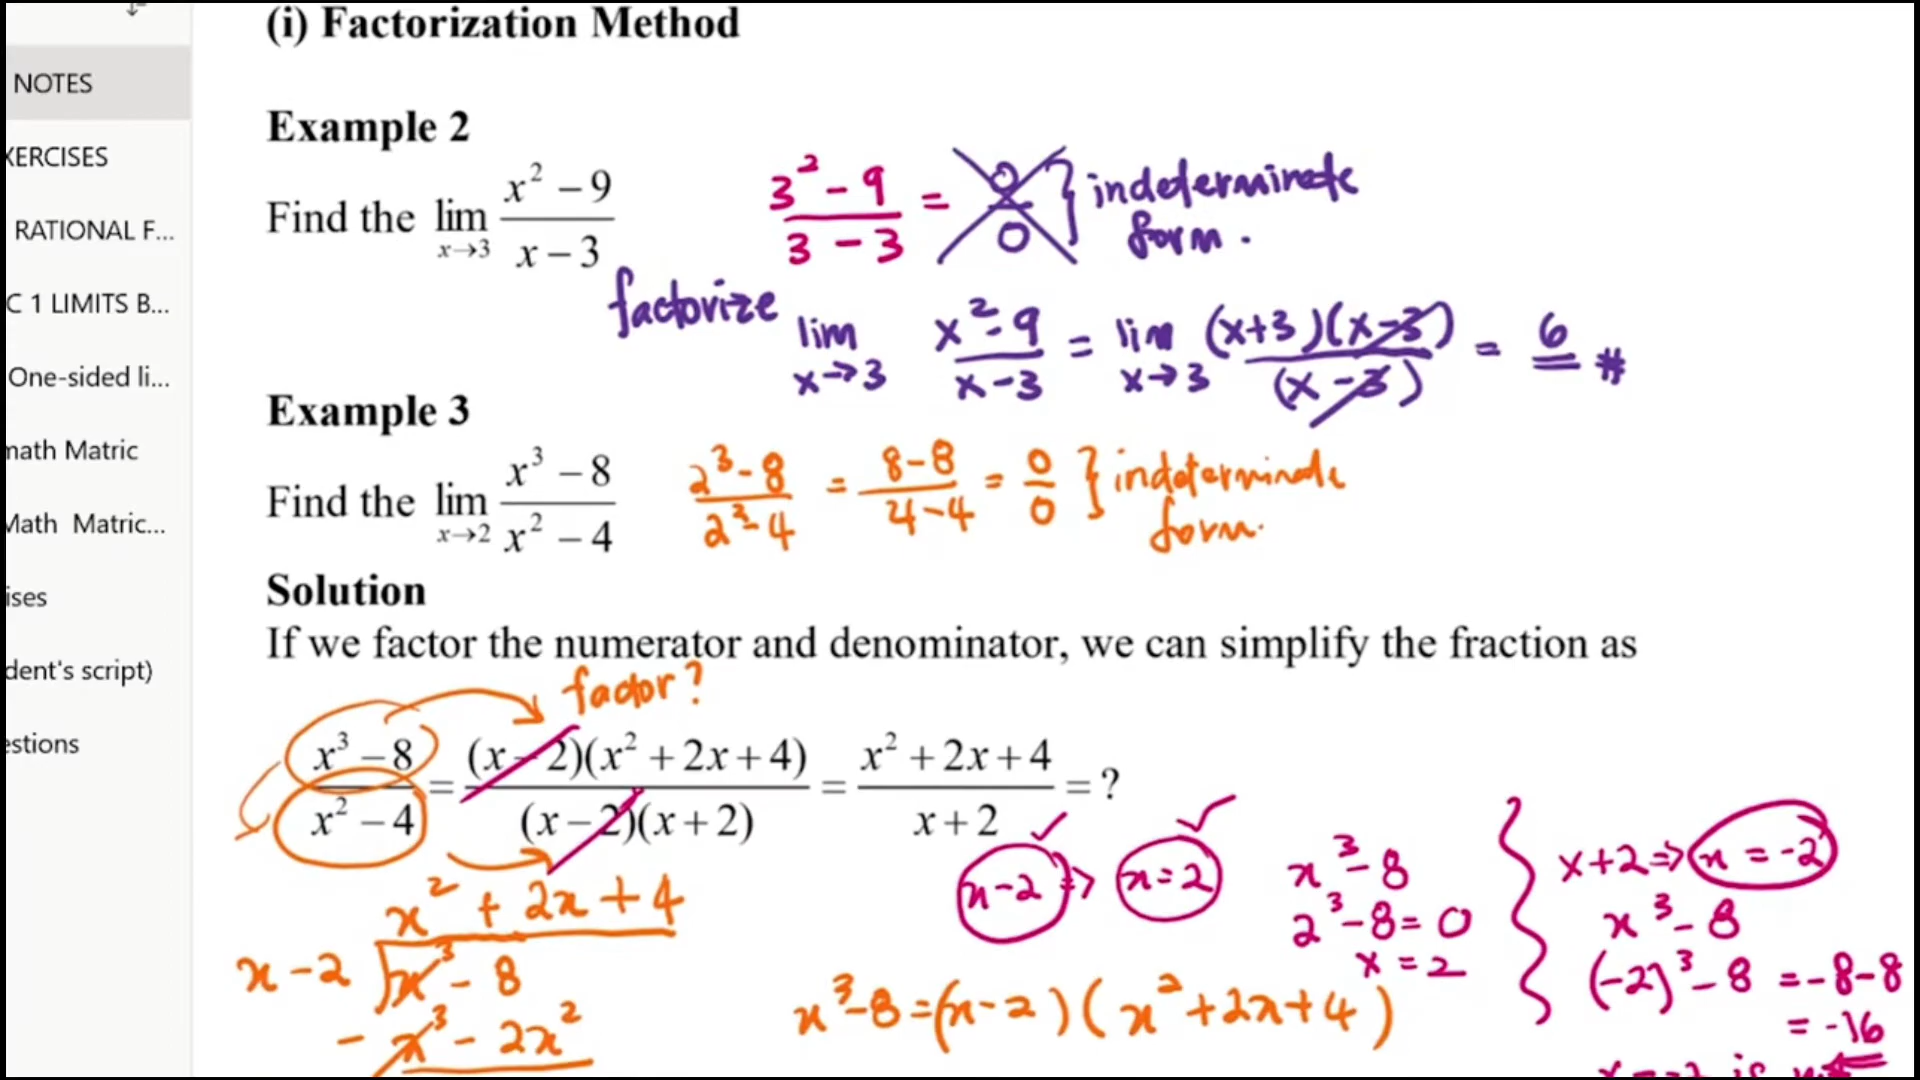 (i) Factorization Method
NOTES
XERCISES
RATIONAL F...
C 1 LIMITS B...
One-sided li...
math Matric
Math Matric...
ises
dent's script)
estions
Example 2
Find the lim x→3 (x² − 9)/(x − 3)
(3² − 9)/(3 − 3) = 0/0 } indeterminate form.
factorize
lim x→3 (x² − 9)/(x − 3) = lim x→3 (x+3)(x−3)/(x−3) = 6 #
Example 3
Find the lim x→2 (x³ − 8)/(x² − 4)
(2³ − 8)/(2² − 4) = (8 − 8)/(4 − 4) = 0/0 } indeterminate form.
Solution
If we factor the numerator and denominator, we can simplify the fraction as
factor?
(x³ − 8)/(x² − 4) = (x − 2)(x² + 2x + 4)/((x − 2)(x + 2)) = (x² + 2x + 4)/(x + 2) = ?
x − 2 ⇒ x = 2
x³ − 8
2³ − 8 = 0
x = 2
x + 2 ⇒ x = −2
x³ − 8
(−2)³ − 8 = −8 − 8
= −16
x² + 2x + 4
x − 2 x³ − 8
− x³ − 2x²
x³ − 8 = (x − 2)(x² + 2x + 4)